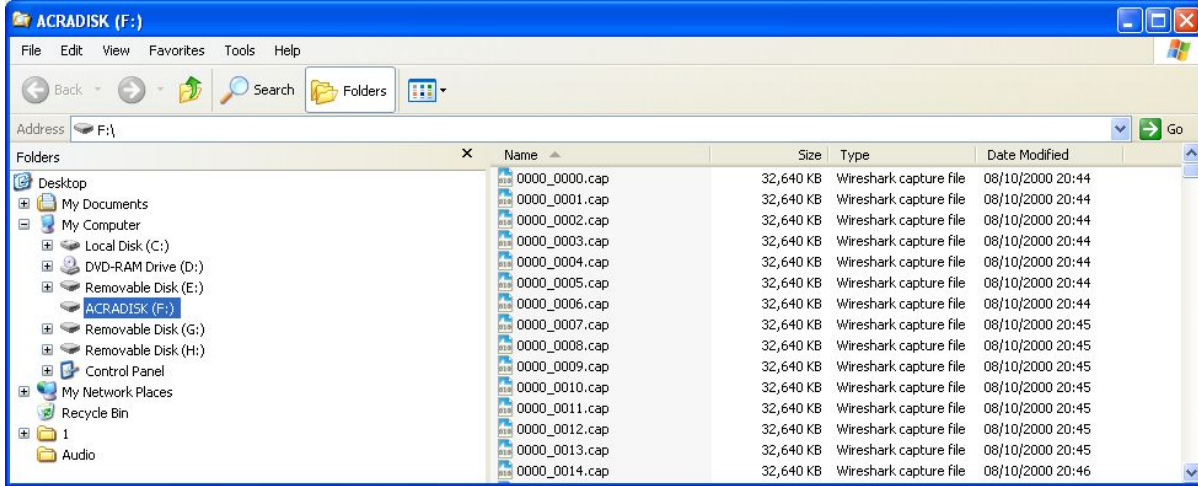 ACRADISK (F:)
File Edit View Favorites Tools Help
Back Search Folders
Address F:\ Go
Folders x
Desktop
My Documents
My Computer
Local Disk (C:)
DVD-RAM Drive (D:)
Removable Disk (E:)
ACRADISK (F:)
Removable Disk (G:)
Removable Disk (H:)
Control Panel
My Network Places
Recycle Bin
1
Audio
Name Size Type Date Modified
0000_0000.cap 32,640 KB Wireshark capture file 08/10/2000 20:44
0000_0001.cap 32,640 KB Wireshark capture file 08/10/2000 20:44
0000_0002.cap 32,640 KB Wireshark capture file 08/10/2000 20:44
0000_0003.cap 32,640 KB Wireshark capture file 08/10/2000 20:44
0000_0004.cap 32,640 KB Wireshark capture file 08/10/2000 20:44
0000_0005.cap 32,640 KB Wireshark capture file 08/10/2000 20:44
0000_0006.cap 32,640 KB Wireshark capture file 08/10/2000 20:44
0000_0007.cap 32,640 KB Wireshark capture file 08/10/2000 20:45
0000_0008.cap 32,640 KB Wireshark capture file 08/10/2000 20:45
0000_0009.cap 32,640 KB Wireshark capture file 08/10/2000 20:45
0000_0010.cap 32,640 KB Wireshark capture file 08/10/2000 20:45
0000_0011.cap 32,640 KB Wireshark capture file 08/10/2000 20:45
0000_0012.cap 32,640 KB Wireshark capture file 08/10/2000 20:45
0000_0013.cap 32,640 KB Wireshark capture file 08/10/2000 20:45
0000_0014.cap 32,640 KB Wireshark capture file 08/10/2000 20:46